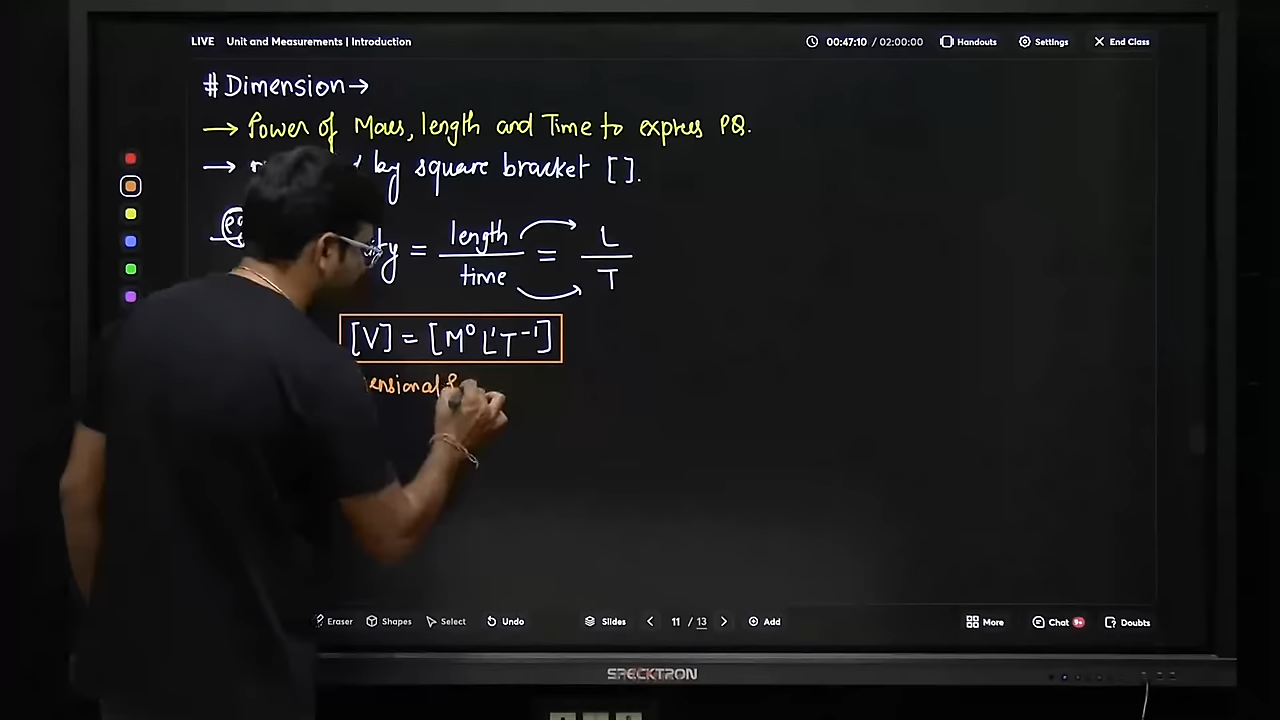 LIVE Unit and Measurements | Introduction 00:47:10 / 02:00:00 Handouts Settings End Class
# Dimension →
→ Power of Mass, length and Time to express PQ.
→ by square bracket [ ].
= length / time = L / T
[V] = [M⁰ L¹ T⁻¹]
ensional
Eraser Shapes Select Undo Slides < 11 / 13 > Add More Chat 9+ Doubts
SPECKTRON